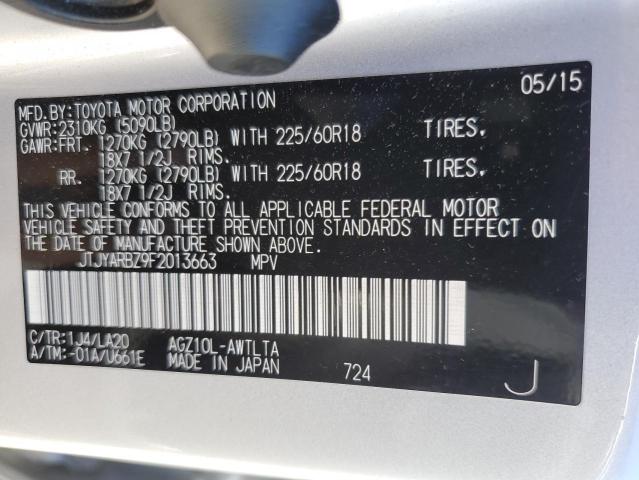 MFD.BY:TOYOTA MOTOR CORPORATION 05/15
GVWR:2310KG (5090LB)
GAWR:FRT. 1270KG (2790LB) WITH 225/60R18 TIRES.
18X7 1/2J RIMS.
RR. 1270KG (2790LB) WITH 225/60R18 TIRES.
18X7 1/2J RIMS.
THIS VEHICLE CONFORMS TO ALL APPLICABLE FEDERAL MOTOR
VEHICLE SAFETY AND THEFT PREVENTION STANDARDS IN EFFECT ON
THE DATE OF MANUFACTURE SHOWN ABOVE.
JTJYARBZ9F2013663 MPV
C/TR:1J4/LA20 AGZ10L-AWTLTA
A/TM:-01A/U661E MADE IN JAPAN 724 J